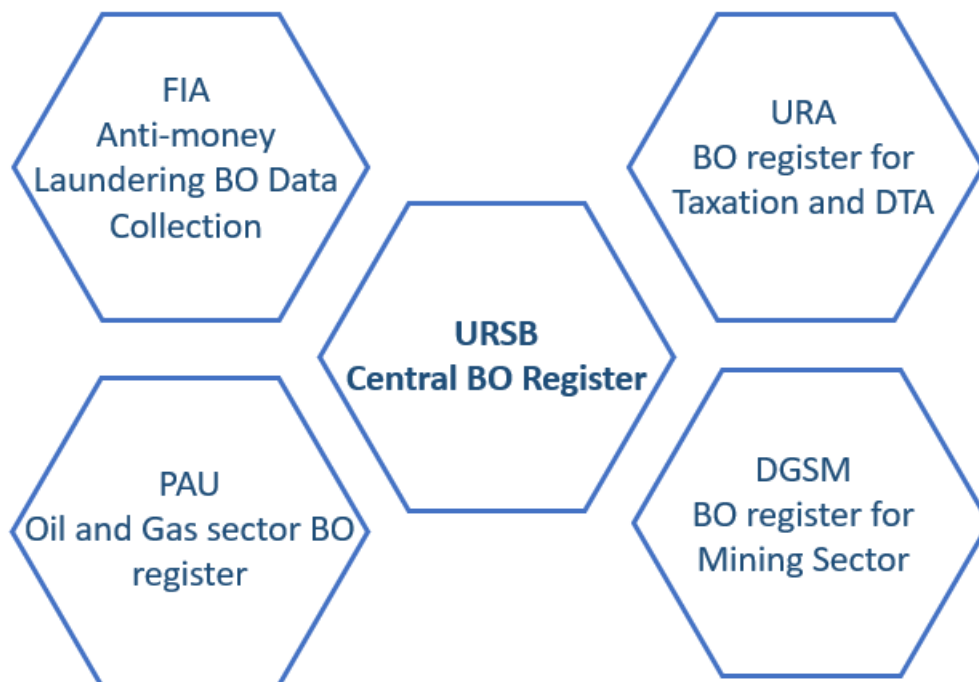 FIA
Anti-money
Laundering BO Data
Collection
URA
BO register for
Taxation and DTA
URSB
Central BO Register
PAU
Oil and Gas sector BO
register
DGSM
BO register for
Mining Sector